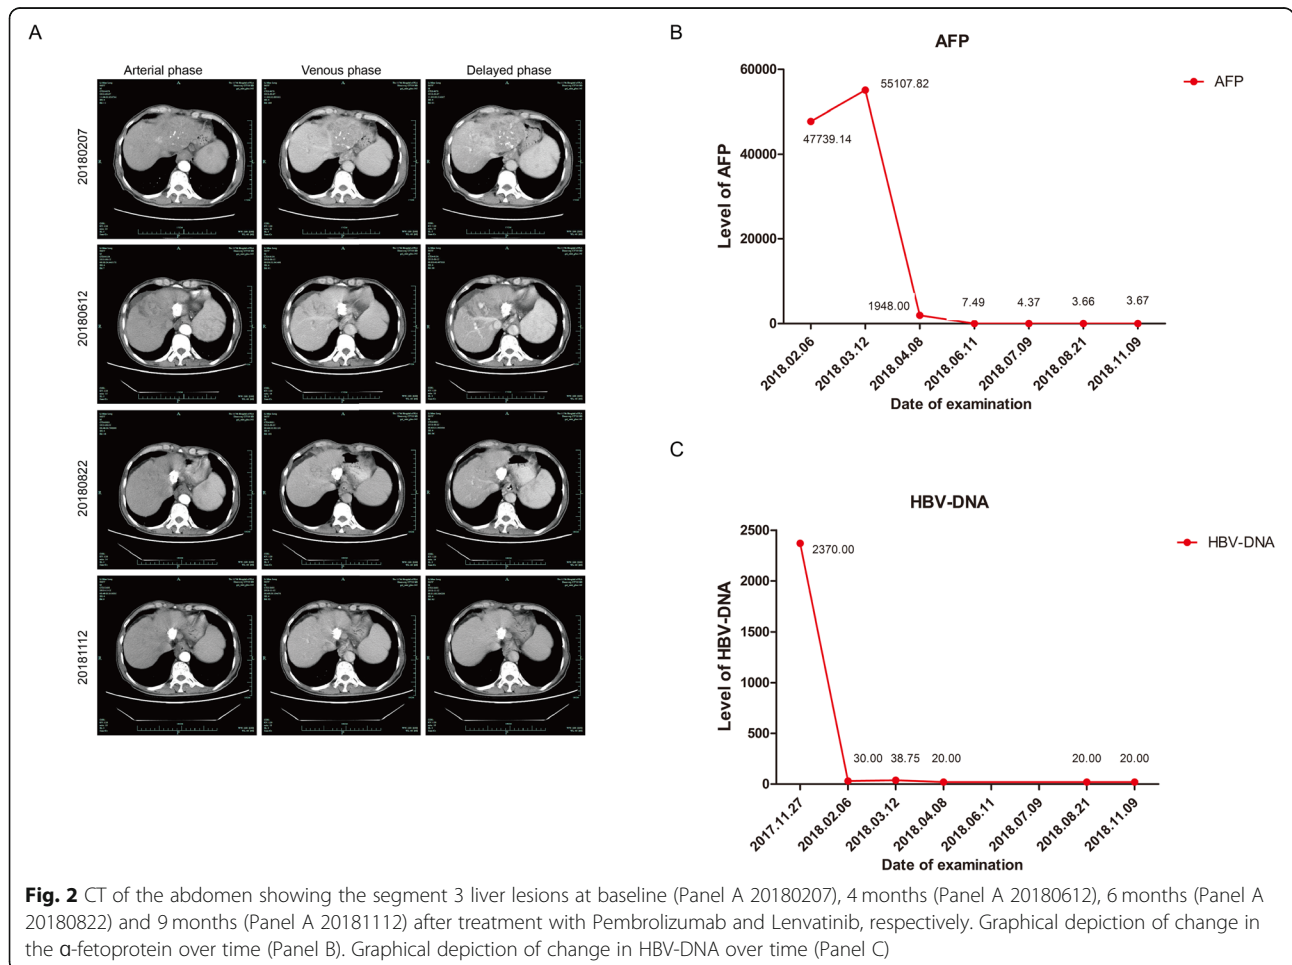 A
Arterial phase
Venous phase
Delayed phase
20180207
20180612
20180822
20181112
B
AFP
60000
40000
20000
0
Level of AFP
47739.14
55107.82
1948.00
7.49
4.37
3.66
3.67
AFP
2018.02.06
2018.03.12
2018.04.08
2018.06.11
2018.07.09
2018.08.21
2018.11.09
Date of examination
C
HBV-DNA
2500
2000
1500
1000
500
0
Level of HBV-DNA
2370.00
30.00
38.75
20.00
20.00
20.00
HBV-DNA
2017.11.27
2018.02.06
2018.03.12
2018.04.08
2018.06.11
2018.07.09
2018.08.21
2018.11.09
Date of examination
Fig. 2 CT of the abdomen showing the segment 3 liver lesions at baseline (Panel A 20180207), 4 months (Panel A 20180612), 6 months (Panel A
20180822) and 9 months (Panel A 20181112) after treatment with Pembrolizumab and Lenvatinib, respectively. Graphical depiction of change in
the α-fetoprotein over time (Panel B). Graphical depiction of change in HBV-DNA over time (Panel C)